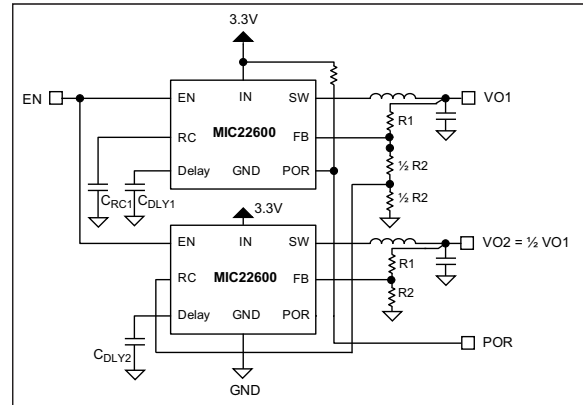 3.3V
EN
EN
IN
SW
VO1
MIC22600
R1
RC
FB
½ R2
Delay
GND
POR
½ R2
CRC1
CDLY1
3.3V
EN
IN
SW
VO2 = ½ VO1
MIC22600
R1
RC
FB
R2
Delay
GND
POR
CDLY2
POR
GND